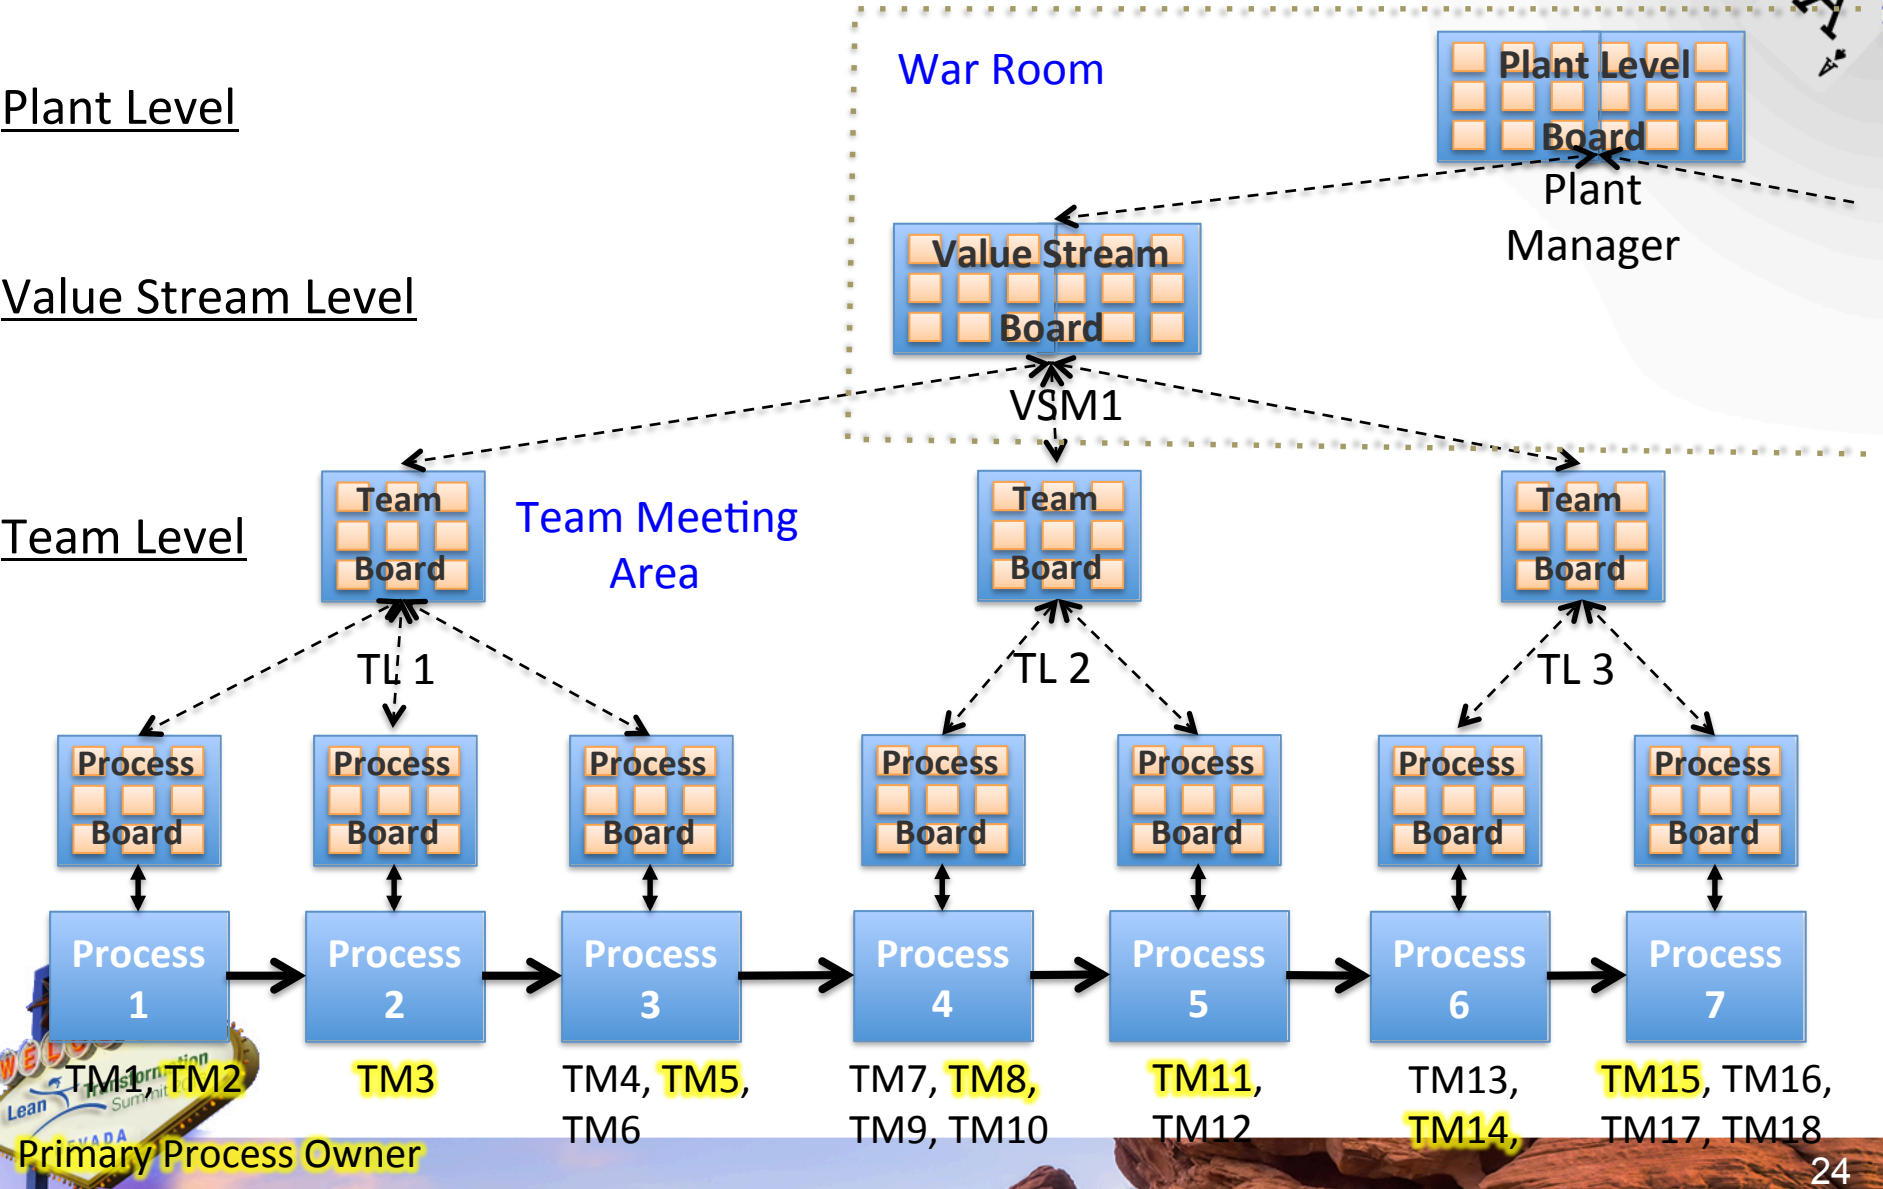 War Room
Plant Level
Plant Level
Board
Plant
Manager
Value Stream Level
Value Stream
Board
VSM1
Team Level
Team
Board
Team Meeting
Area
Team
Board
Team
Board
TL 1
TL 2
TL 3
Process
Board
Process
Board
Process
Board
Process
Board
Process
Board
Process
Board
Process
Board
Process
1
Process
2
Process
3
Process
4
Process
5
Process
6
Process
7
TM1, TM2
TM3
TM4, TM5,
TM6
TM7, TM8,
TM9, TM10
TM11,
TM12
TM13,
TM14,
TM15, TM16,
TM17, TM18
Lean
Summit
Primary Process Owner
24
A
A